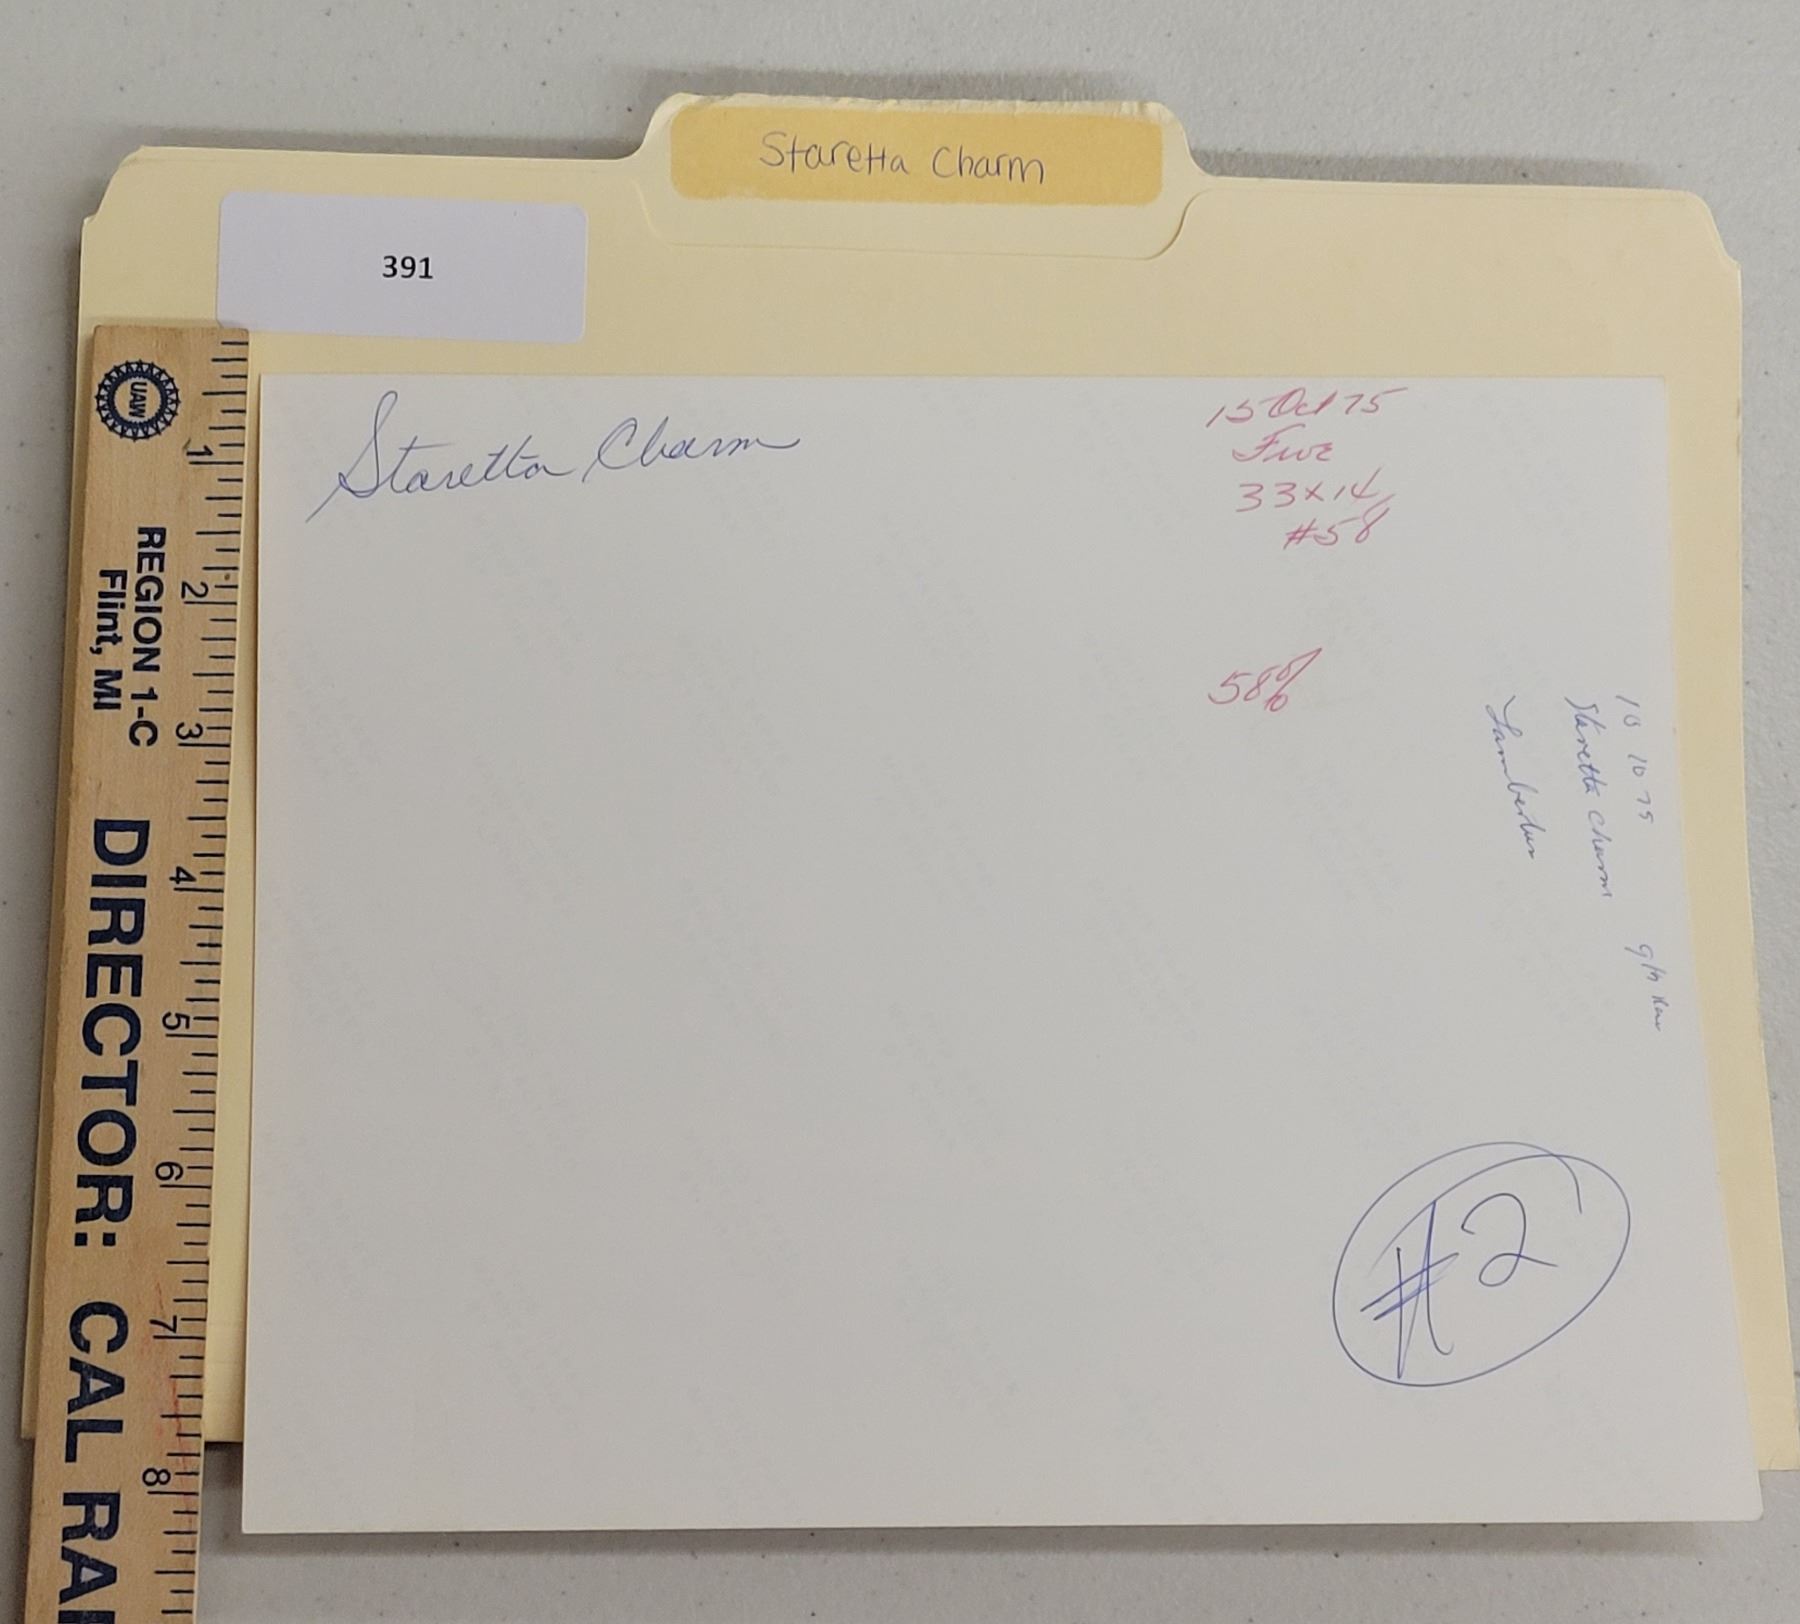 Staretta Charm
391
Staretta Charm
15 Oct 75
Five
33x14
#58
58%
10 10 75
Staretta Charm
#2
UAW
REGION 1-C
Flint, MI
DIRECTOR: CAL RA
1
2
3
4
5
6
7
8